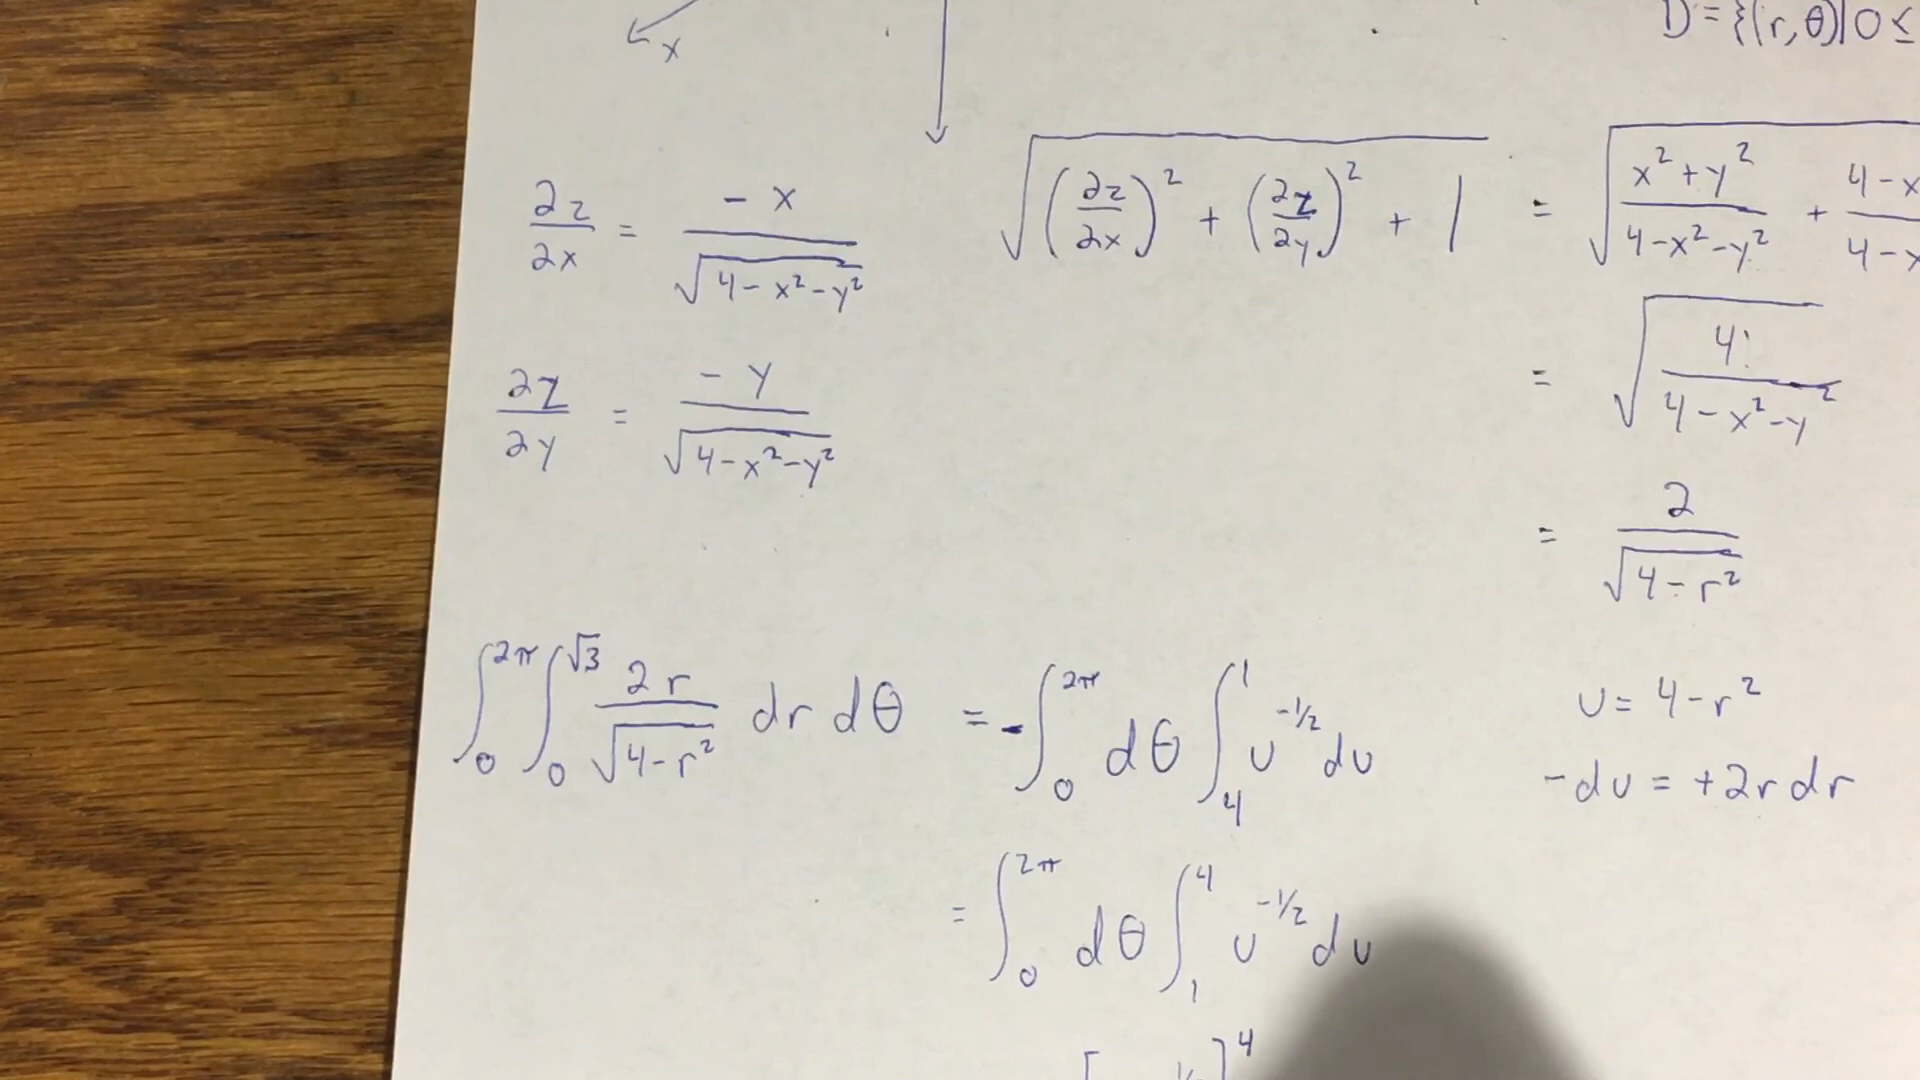 D = {(r, θ)|0 ≤
x
∂z/∂x = -x/√(4-x²-y²)
√((∂z/∂x)² + (∂z/∂y)² + 1) = √((x²+y²)/(4-x²-y²) + (4-x/4-x
∂z/∂y = -y/√(4-x²-y²)
= √(4/(4-x²-y²))
= 2/√(4-r²)
∫₀^2π ∫₀^√3 2r/√(4-r²) dr dθ = -∫₀^2π dθ ∫₄^1 u^-1/2 du
u = 4-r²
-du = +2r dr
= ∫₀^2π dθ ∫₁^4 u^-1/2 du
[ ]^4